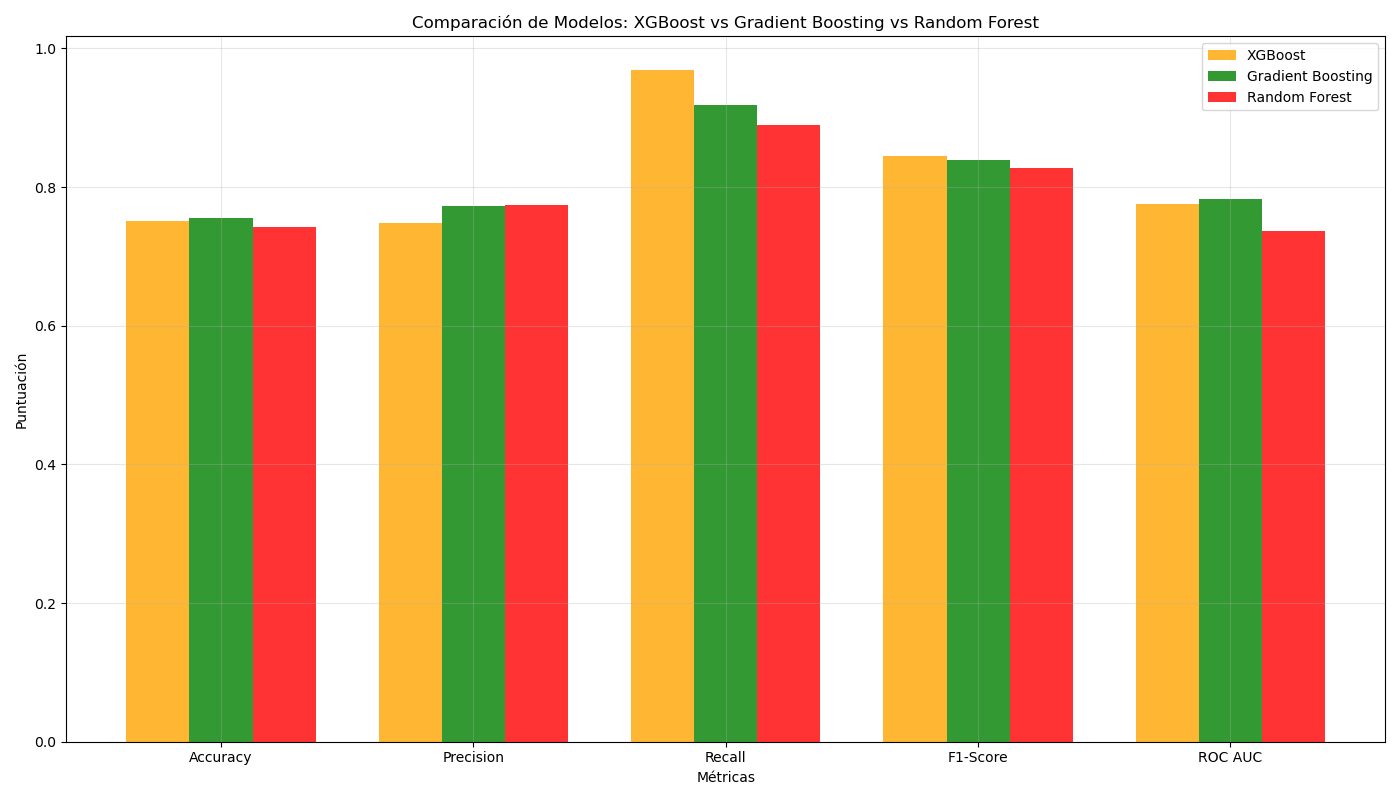 Comparación de Modelos: XGBoost vs Gradient Boosting vs Random Forest
XGBoost
Gradient Boosting
Random Forest
Puntuación
1.0
0.8
0.6
0.4
0.2
0.0
Accuracy
Precision
Recall
F1-Score
ROC AUC
Métricas